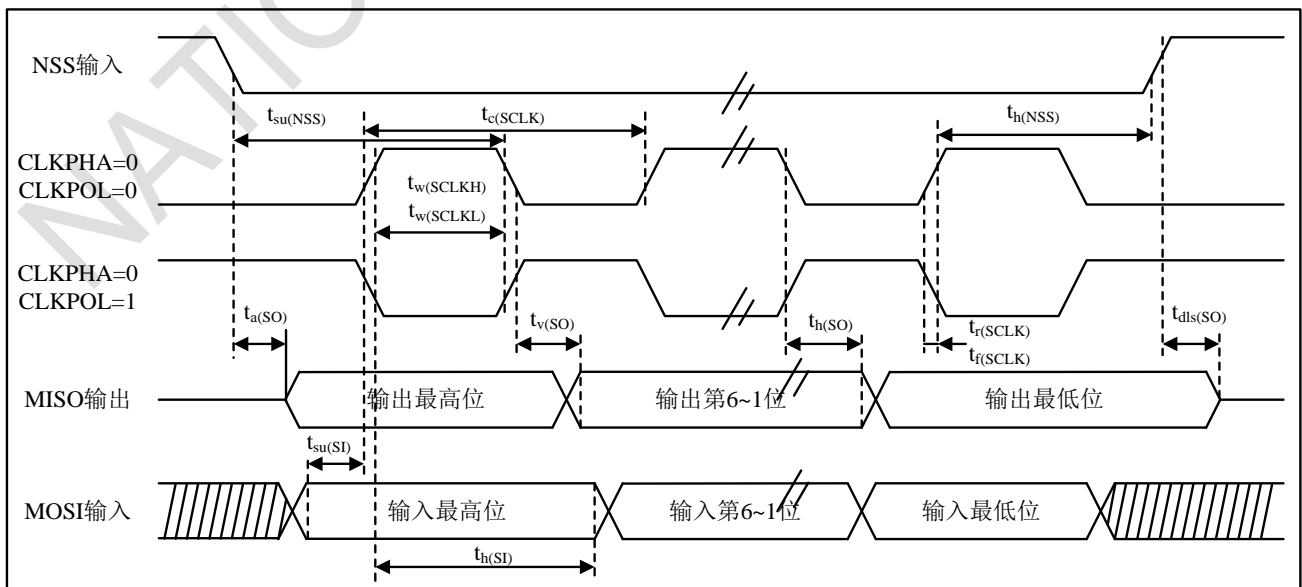 NATIO
NSS输入
tsu(NSS)
tc(SCLK)
th(NSS)
CLKPHA=0
CLKPOL=0
tw(SCLKH)
tw(SCLKL)
CLKPHA=0
CLKPOL=1
ta(SO)
tv(SO)
th(SO)
tr(SCLK)
tf(SCLK)
tdls(SO)
MISO输出
输出最高位
输出第6~1位
输出最低位
tsu(SI)
MOSI输入
输入最高位
输入第6~1位
输入最低位
th(SI)